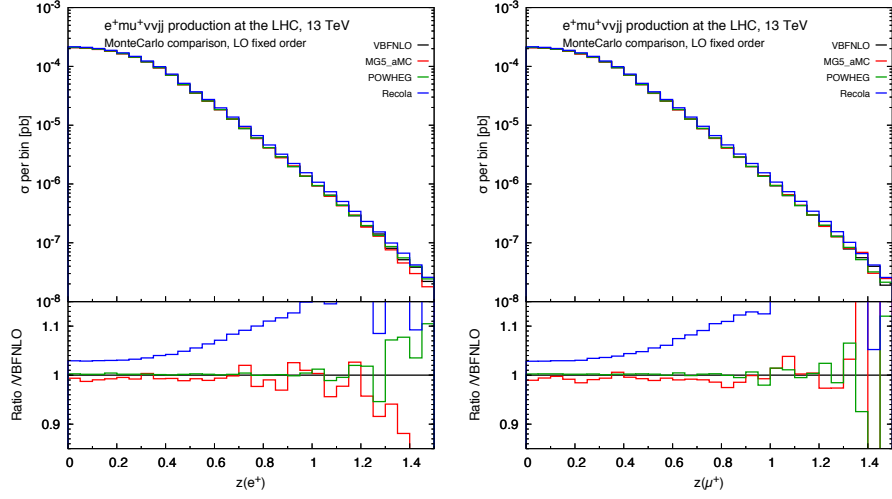 e⁺mu⁺vvjj production at the LHC, 13 TeV
MonteCarlo comparison, LO fixed order
VBFNLO
MG5_aMC
POWHEG
Recola
σ per bin [pb]
10⁻³
10⁻⁴
10⁻⁵
10⁻⁶
10⁻⁷
10⁻⁸
Ratio /VBFNLO
1.1
1
0.9
0 0.2 0.4 0.6 0.8 1 1.2 1.4
z(e⁺)
e⁺mu⁺vvjj production at the LHC, 13 TeV
MonteCarlo comparison, LO fixed order
VBFNLO
MG5_aMC
POWHEG
Recola
σ per bin [pb]
10⁻³
10⁻⁴
10⁻⁵
10⁻⁶
10⁻⁷
10⁻⁸
Ratio /VBFNLO
1.1
1
0.9
0 0.2 0.4 0.6 0.8 1 1.2 1.4
z(μ⁺)